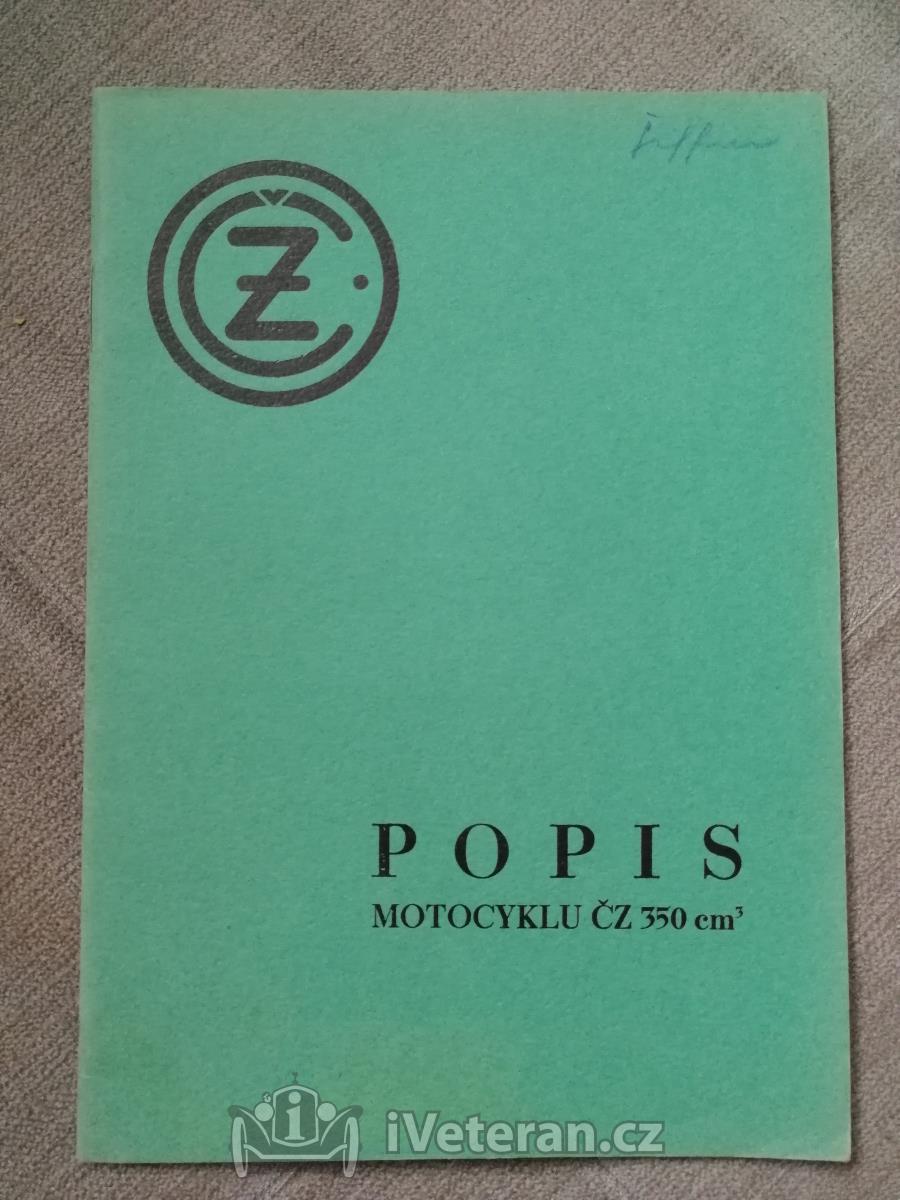 ČZ
POPIS
MOTOCYKLU ČZ 350 cm³
iVeteran.cz